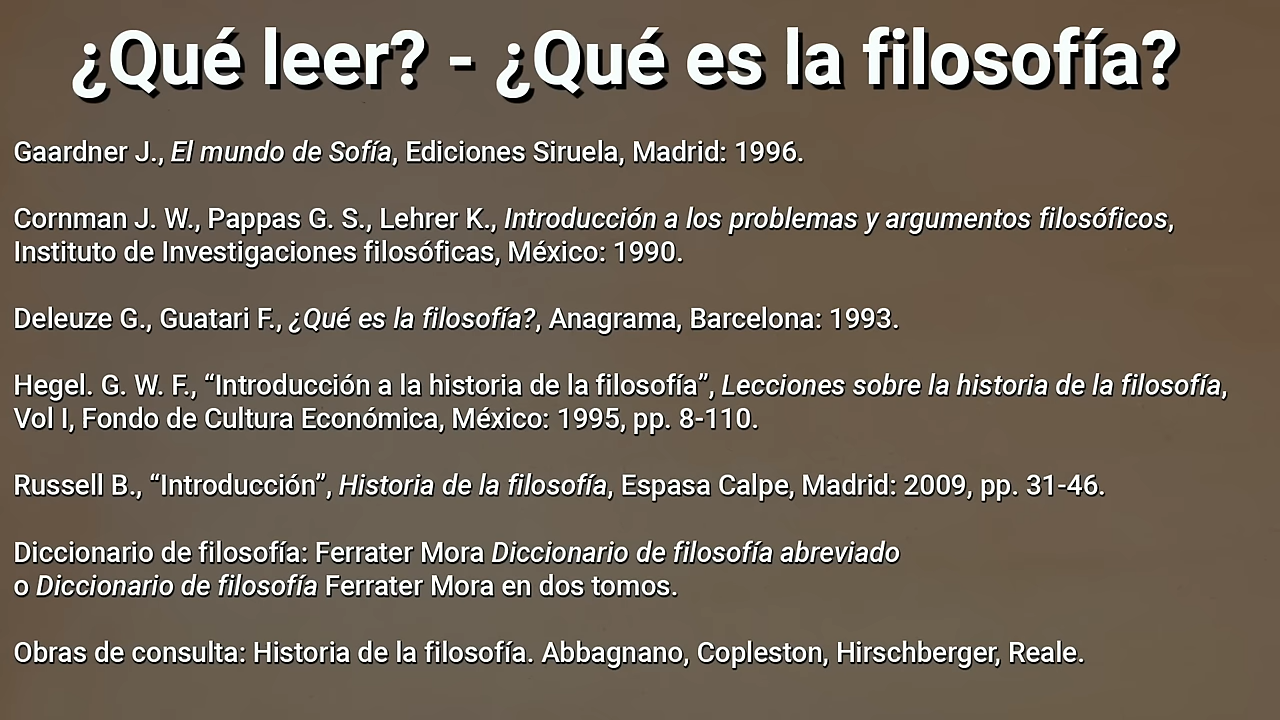 ¿Qué leer? - ¿Qué es la filosofía?
Gaardner J., El mundo de Sofía, Ediciones Siruela, Madrid: 1996.
Cornman J. W., Pappas G. S., Lehrer K., Introducción a los problemas y argumentos filosóficos,
Instituto de Investigaciones filosóficas, México: 1990.
Deleuze G., Guatari F., ¿Qué es la filosofía?, Anagrama, Barcelona: 1993.
Hegel. G. W. F., “Introducción a la historia de la filosofía”, Lecciones sobre la historia de la filosofía,
Vol I, Fondo de Cultura Económica, México: 1995, pp. 8-110.
Russell B., “Introducción”, Historia de la filosofía, Espasa Calpe, Madrid: 2009, pp. 31-46.
Diccionario de filosofía: Ferrater Mora Diccionario de filosofía abreviado
o Diccionario de filosofía Ferrater Mora en dos tomos.
Obras de consulta: Historia de la filosofía. Abbagnano, Copleston, Hirschberger, Reale.